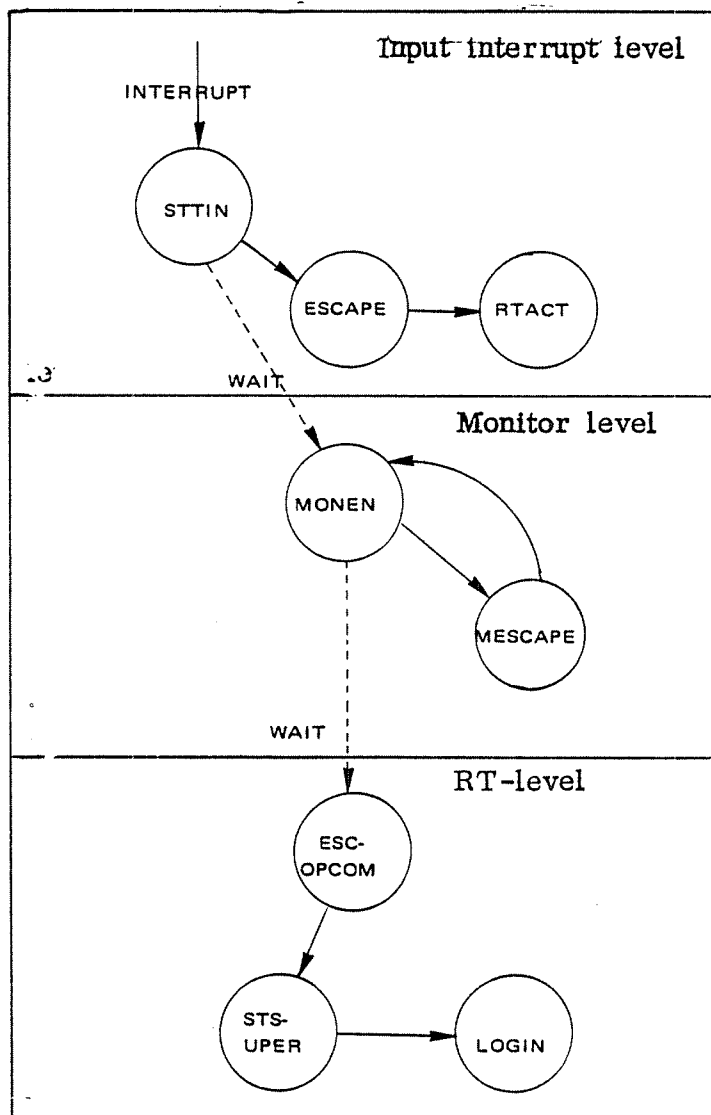 Input interrupt level
INTERRUPT
STTIN
ESCAPE
RTACT
WAIT
Monitor level
MONEN
MESCAPE
WAIT
RT-level
ESC-
OPCOM
STS-
UPER
LOGIN